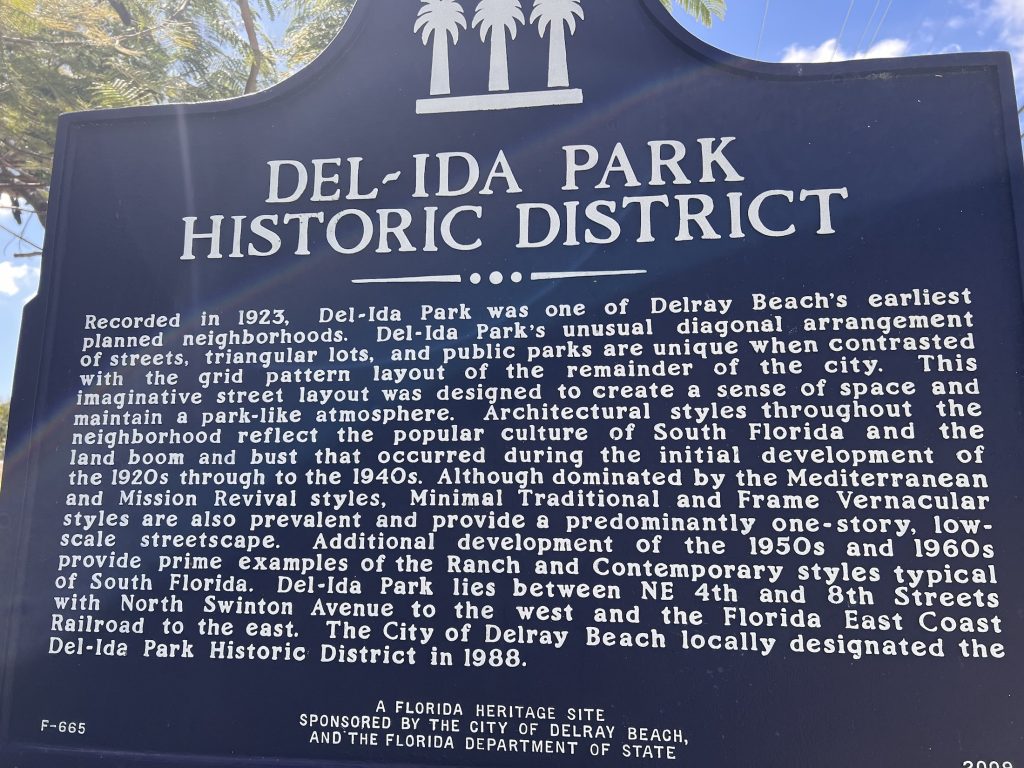 DEL-IDA PARK
HISTORIC DISTRICT
Recorded in 1923, Del-Ida Park was one of Delray Beach's earliest
planned neighborhoods. Del-Ida Park's unusual diagonal arrangement
of streets, triangular lots, and public parks are unique when contrasted
with the grid pattern layout of the remainder of the city. This
imaginative street layout was designed to create a sense of space and
maintain a park-like atmosphere. Architectural styles throughout the
neighborhood reflect the popular culture of South Florida and the
land boom and bust that occurred during the initial development of
the 1920s through to the 1940s. Although dominated by the Mediterranean
and Mission Revival styles, Minimal Traditional and Frame Vernacular
styles are also prevalent and provide a predominantly one-story, low-
scale streetscape. Additional development of the 1950s and 1960s
provide prime examples of the Ranch and Contemporary styles typical
of South Florida. Del-Ida Park lies between NE 4th and 8th Streets
with North Swinton Avenue to the west and the Florida East Coast
Railroad to the east. The City of Delray Beach locally designated the
Del-Ida Park Historic District in 1988.
A FLORIDA HERITAGE SITE
SPONSORED BY THE CITY OF DELRAY BEACH,
AND THE FLORIDA DEPARTMENT OF STATE
F-665